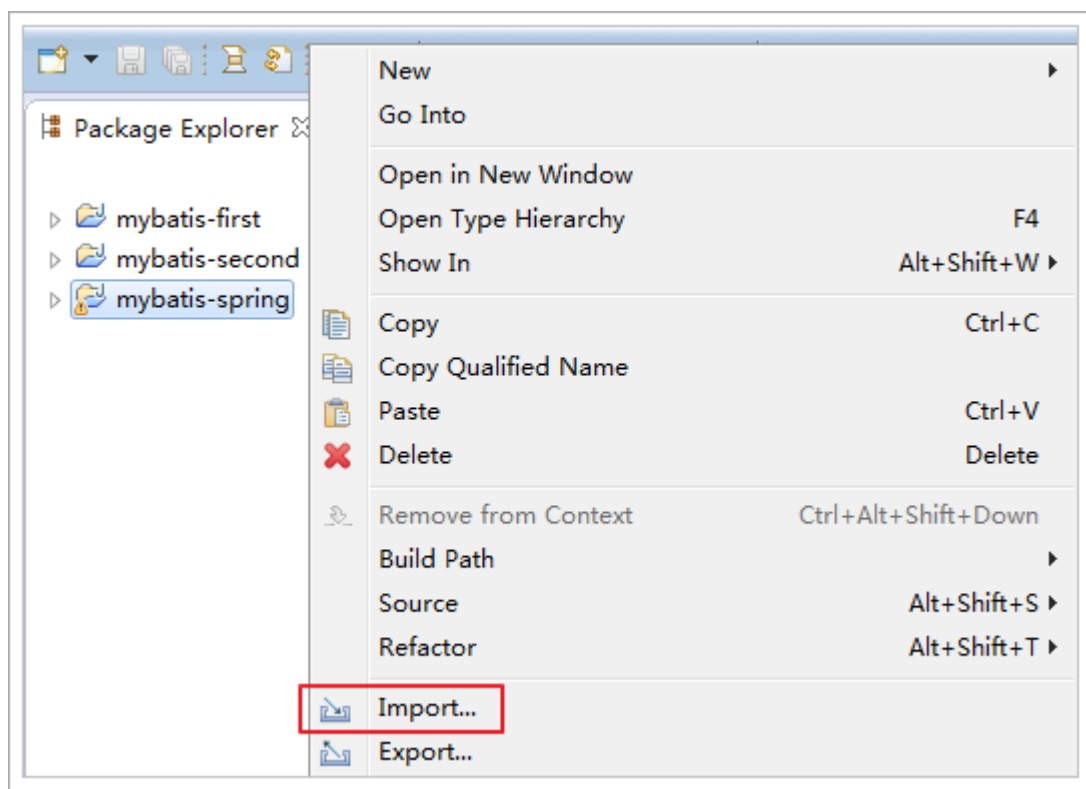 Package Explorer
mybatis-first
mybatis-second
mybatis-spring
New
Go Into
Open in New Window
Open Type Hierarchy F4
Show In Alt+Shift+W
Copy Ctrl+C
Copy Qualified Name
Paste Ctrl+V
Delete Delete
Remove from Context Ctrl+Alt+Shift+Down
Build Path
Source Alt+Shift+S
Refactor Alt+Shift+T
Import...
Export...